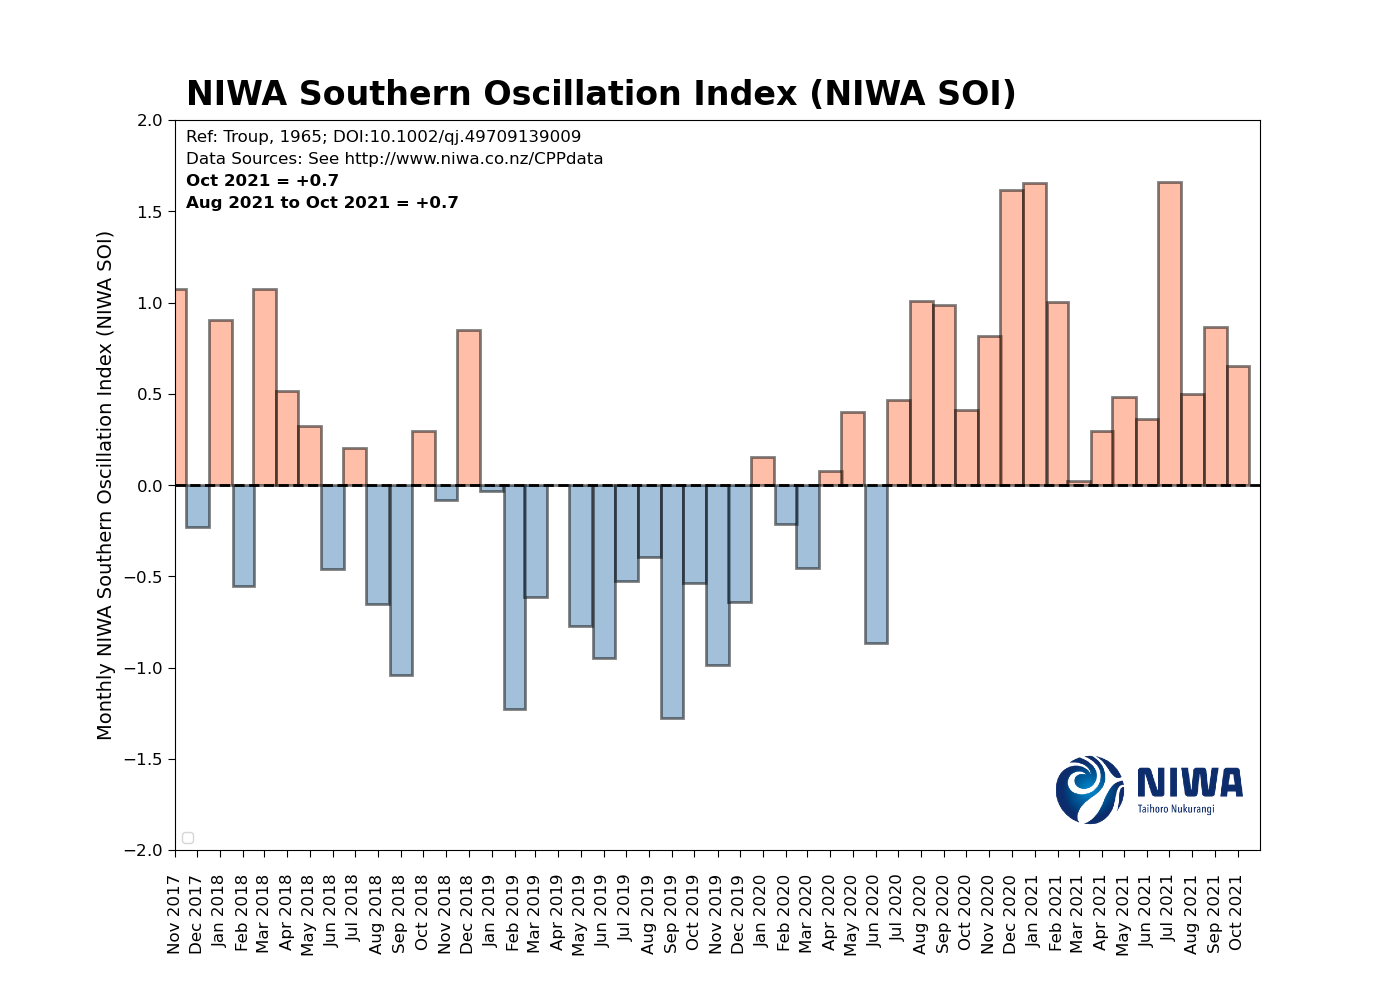 NIWA Southern Oscillation Index (NIWA SOI)
Ref: Troup, 1965; DOI:10.1002/qj.49709139009
Data Sources: See http://www.niwa.co.nz/CPPdata
Oct 2021 = +0.7
Aug 2021 to Oct 2021 = +0.7
Monthly NIWA Southern Oscillation Index (NIWA SOI)
2.0
1.5
1.0
0.5
0.0
−0.5
−1.0
−1.5
−2.0
NIWA
Taihoro Nukurangi
Nov 2017
Dec 2017
Jan 2018
Feb 2018
Mar 2018
Apr 2018
May 2018
Jun 2018
Jul 2018
Aug 2018
Sep 2018
Oct 2018
Nov 2018
Dec 2018
Jan 2019
Feb 2019
Mar 2019
Apr 2019
May 2019
Jun 2019
Jul 2019
Aug 2019
Sep 2019
Oct 2019
Nov 2019
Dec 2019
Jan 2020
Feb 2020
Mar 2020
Apr 2020
May 2020
Jun 2020
Jul 2020
Aug 2020
Sep 2020
Oct 2020
Nov 2020
Dec 2020
Jan 2021
Feb 2021
Mar 2021
Apr 2021
May 2021
Jun 2021
Jul 2021
Aug 2021
Sep 2021
Oct 2021